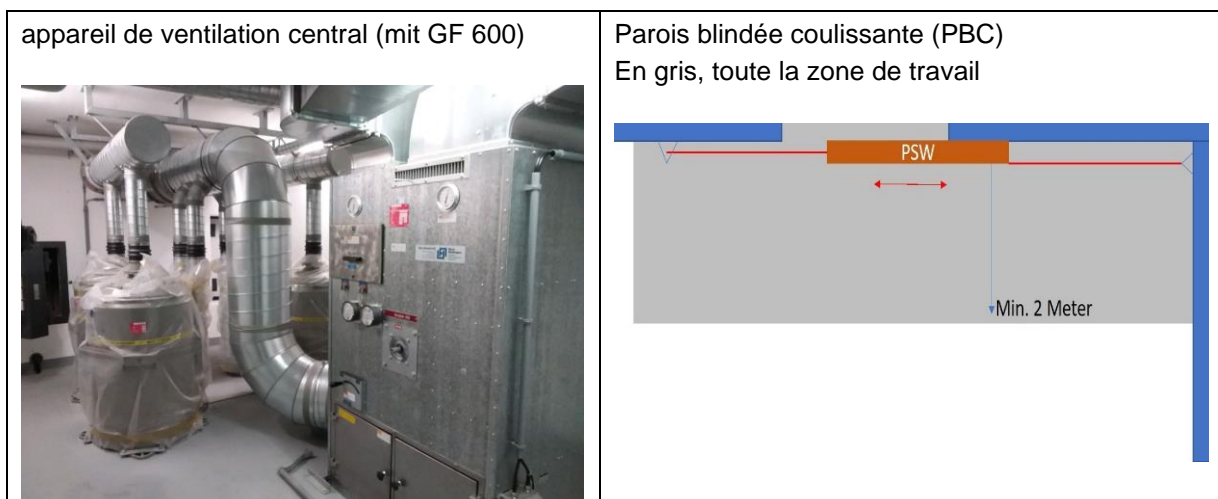 appareil de ventilation central (mit GF 600)
Parois blindée coulissante (PBC)
En gris, toute la zone de travail
PSW
Min. 2 Meter